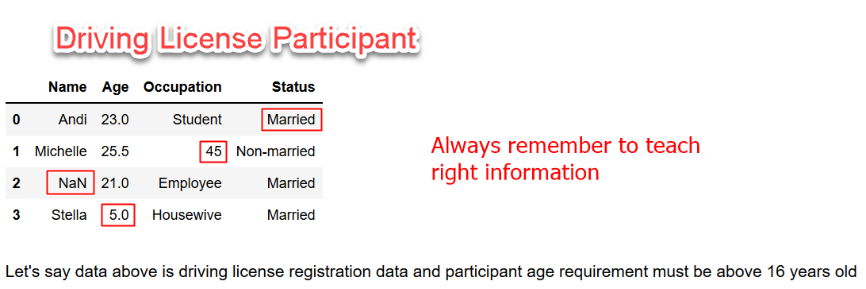 Driving License Participant
Name Age Occupation Status
0 Andi 23.0 Student Married
1 Michelle 25.5 45 Non-married
2 NaN 21.0 Employee Married
3 Stella 5.0 Housewive Married
Always remember to teach
right information
Let's say data above is driving license registration data and participant age requirement must be above 16 years old